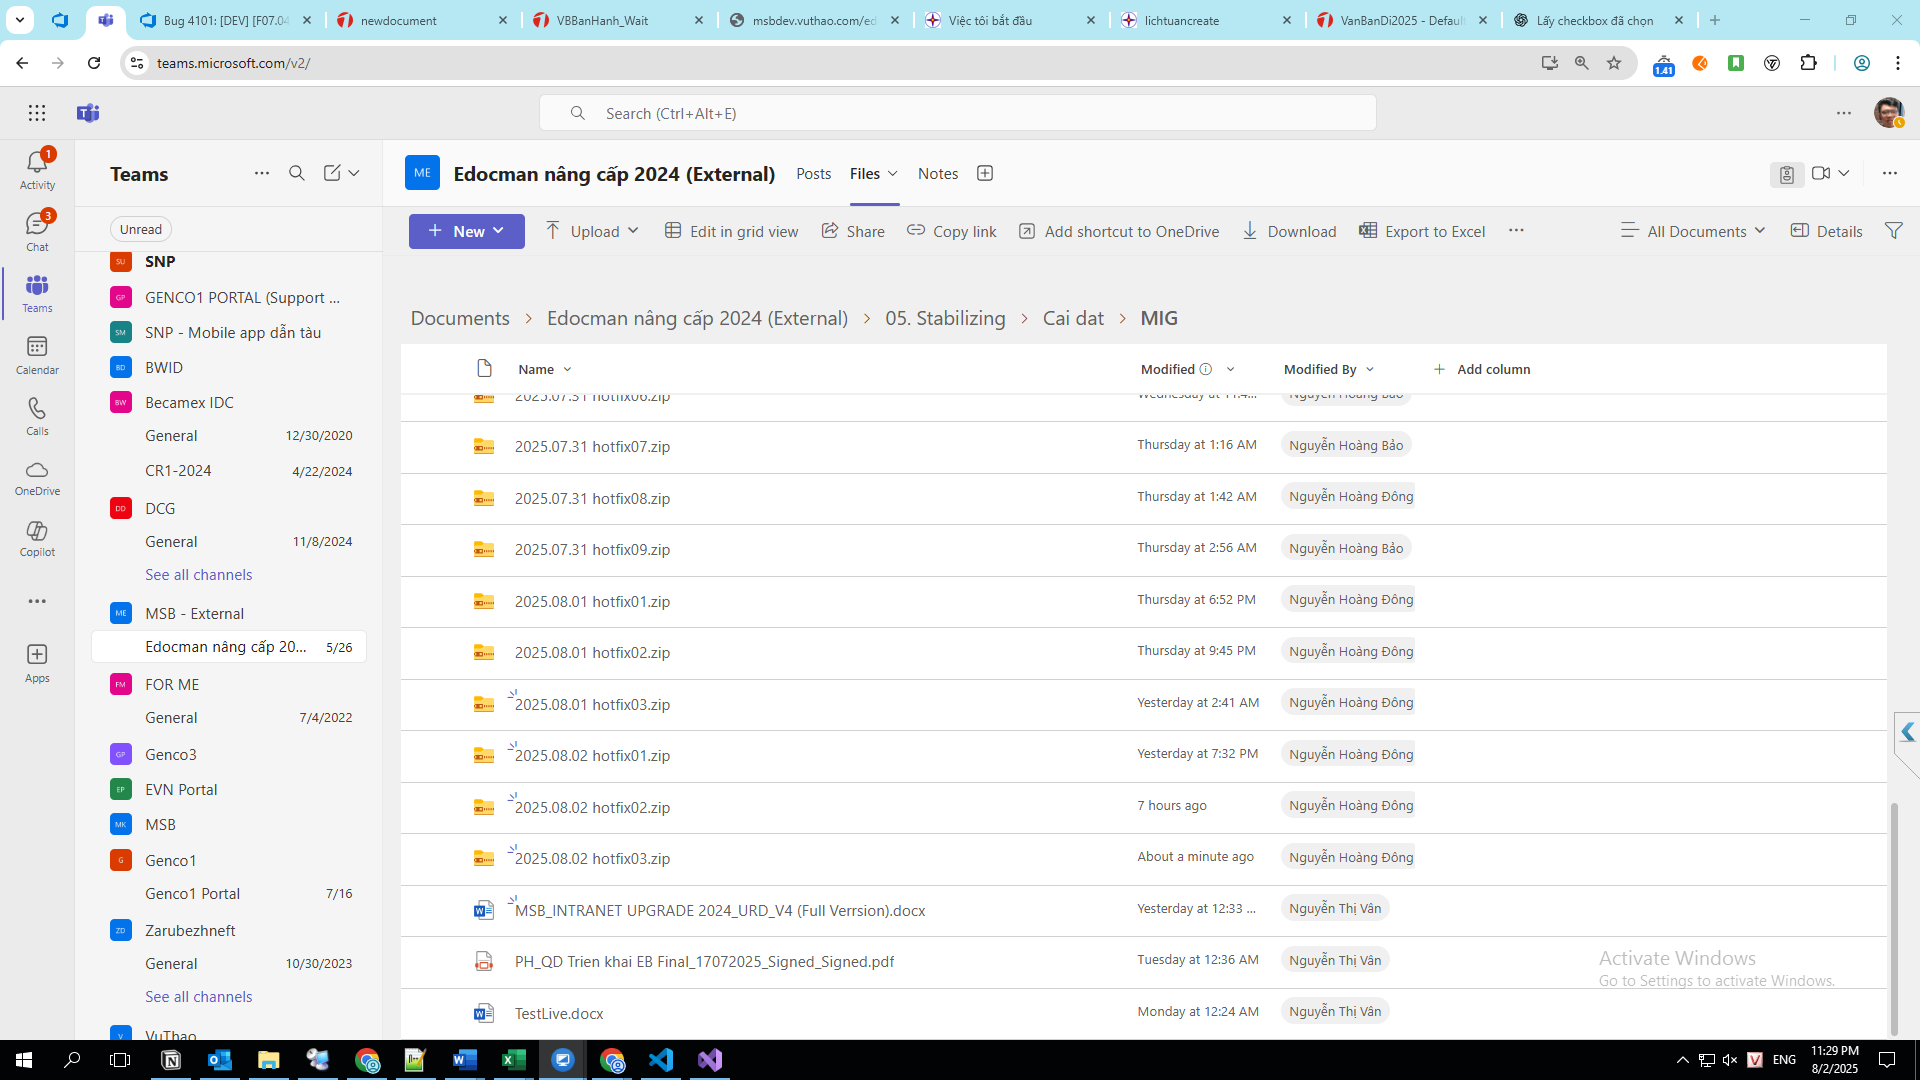 Bug 4101: [DEV] [F07.04
newdocument
VBBanHanh_Wait
msbdev.vuthao.com/ed
Việc tôi bắt đầu
lichtuancreate
VanBanDi2025 - Default
Lấy checkbox đã chọn
teams.microsoft.com/v2/
1.41
Search (Ctrl+Alt+E)
1
Activity
3
Chat
Teams
Calendar
Calls
OneDrive
Copilot
Apps
Teams
Unread
SU SNP
GP GENCO1 PORTAL (Support ...
SM SNP - Mobile app dẫn tàu
BD BWID
BW Becamex IDC
General 12/30/2020
CR1-2024 4/22/2024
DD DCG
General 11/8/2024
See all channels
ME MSB - External
Edocman nâng cấp 20... 5/26
FM FOR ME
General 7/4/2022
GP Genco3
EP EVN Portal
MK MSB
G Genco1
Genco1 Portal 7/16
ZD Zarubezhneft
General 10/30/2023
See all channels
V VuThao
ME Edocman nâng cấp 2024 (External) Posts Files Notes
New Upload Edit in grid view Share Copy link Add shortcut to OneDrive Download Export to Excel ... All Documents Details
Documents > Edocman nâng cấp 2024 (External) > 05. Stabilizing > Cai dat > MIG
Name Modified Modified By Add column
2025.07.31 hotfix06.zip Wednesday at 11:4... Nguyễn Hoàng Bảo
2025.07.31 hotfix07.zip Thursday at 1:16 AM Nguyễn Hoàng Bảo
2025.07.31 hotfix08.zip Thursday at 1:42 AM Nguyễn Hoàng Đông
2025.07.31 hotfix09.zip Thursday at 2:56 AM Nguyễn Hoàng Bảo
2025.08.01 hotfix01.zip Thursday at 6:52 PM Nguyễn Hoàng Đông
2025.08.01 hotfix02.zip Thursday at 9:45 PM Nguyễn Hoàng Đông
2025.08.01 hotfix03.zip Yesterday at 2:41 AM Nguyễn Hoàng Đông
2025.08.02 hotfix01.zip Yesterday at 7:32 PM Nguyễn Hoàng Đông
2025.08.02 hotfix02.zip 7 hours ago Nguyễn Hoàng Đông
2025.08.02 hotfix03.zip About a minute ago Nguyễn Hoàng Đông
MSB_INTRANET UPGRADE 2024_URD_V4 (Full Verrsion).docx Yesterday at 12:33 ... Nguyễn Thị Vân
PH_QD Trien khai EB Final_17072025_Signed_Signed.pdf Tuesday at 12:36 AM Nguyễn Thị Vân
TestLive.docx Monday at 12:24 AM Nguyễn Thị Vân
Activate Windows
Go to Settings to activate Windows.
ENG
11:29 PM
8/2/2025